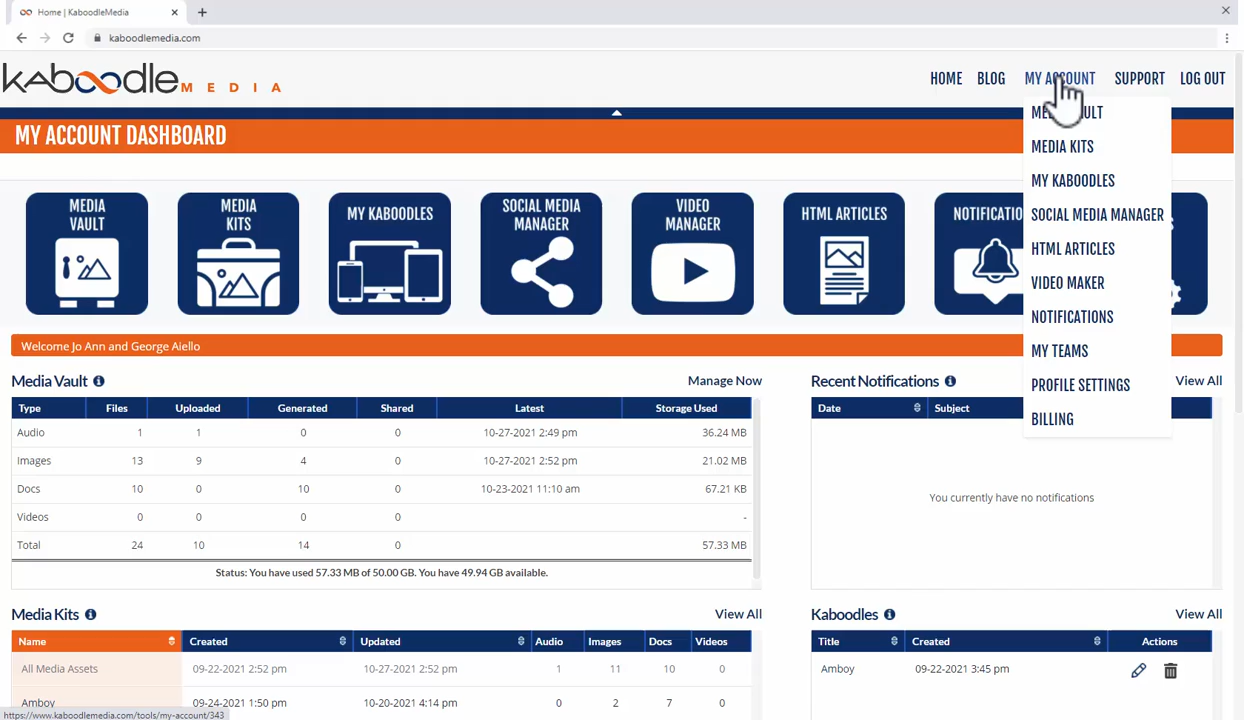 Home | KaboodleMedia
kaboodlemedia.com
kaboodle MEDIA
HOME BLOG MY ACCOUNT SUPPORT LOG OUT
MY ACCOUNT DASHBOARD
MEDIA KITS
MY KABOODLES
SOCIAL MEDIA MANAGER
HTML ARTICLES
VIDEO MAKER
NOTIFICATIONS
MY TEAMS
PROFILE SETTINGS
BILLING
MEDIA VAULT
MEDIA KITS
MY KABOODLES
SOCIAL MEDIA MANAGER
VIDEO MANAGER
HTML ARTICLES
Welcome Jo Ann and George Aiello
Media Vault Manage Now
Type Files Uploaded Generated Shared Latest Storage Used
Audio 1 1 0 0 10-27-2021 2:49 pm 36.24 MB
Images 13 9 4 0 10-27-2021 2:52 pm 21.02 MB
Docs 10 0 10 0 10-23-2021 11:10 am 67.21 KB
Videos 0 0 0 0 -
Total 24 10 14 0 57.33 MB
Status: You have used 57.33 MB of 50.00 GB. You have 49.94 GB available.
Recent Notifications View All
Date Subject
You currently have no notifications
Media Kits View All
Name Created Updated Audio Images Docs Videos
All Media Assets 09-22-2021 2:52 pm 10-27-2021 2:52 pm 1 11 10 0
Amboy 09-24-2021 1:50 pm 10-20-2021 4:14 pm 0 2 7 0
Kaboodles View All
Title Created Actions
Amboy 09-22-2021 3:45 pm
https://www.kaboodlemedia.com/tools/my-account/343